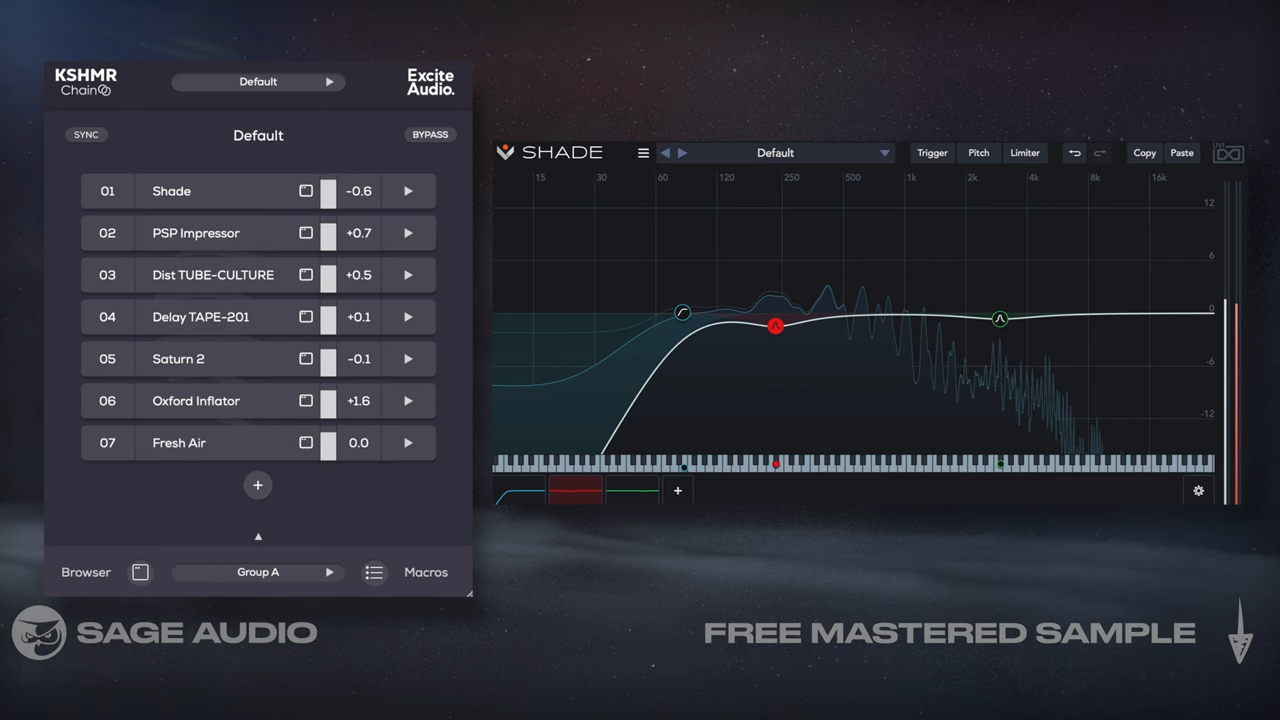 KSHMR
Chain
Default
Excite
Audio.
SYNC
Default
BYPASS
01 Shade -0.6
02 PSP Impressor +0.7
03 Dist TUBE-CULTURE +0.5
04 Delay TAPE-201 +0.1
05 Saturn 2 -0.1
06 Oxford Inflator +1.6
07 Fresh Air 0.0
+
Browser
Group A
Macros
SHADE
Default
Trigger Pitch Limiter
Copy Paste
UVI
15 30 60 120 250 500 1k 2k 4k 8k 16k
12
6
0
-6
-12
+
SAGE AUDIO
FREE MASTERED SAMPLE